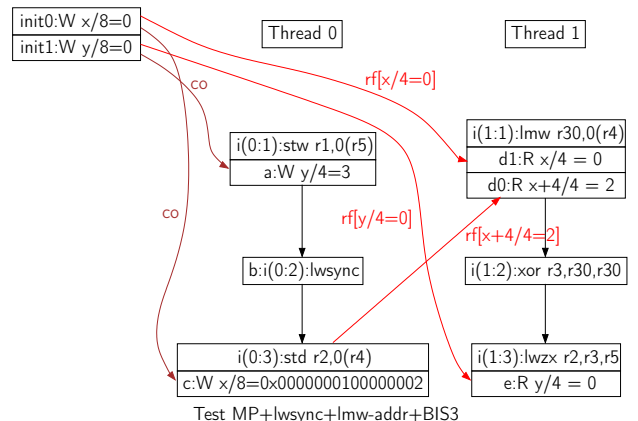 init0:W x/8=0
init1:W y/8=0
Thread 0
Thread 1
co
rf[x/4=0]
i(0:1):stw r1,0(r5)
a:W y/4=3
i(1:1):lmw r30,0(r4)
d1:R x/4 = 0
d0:R x+4/4 = 2
co
rf[y/4=0]
rf[x+4/4=2]
b:i(0:2):lwsync
i(1:2):xor r3,r30,r30
i(0:3):std r2,0(r4)
c:W x/8=0x0000000100000002
i(1:3):lwzx r2,r3,r5
e:R y/4 = 0
Test MP+lwsync+lmw-addr+BIS3